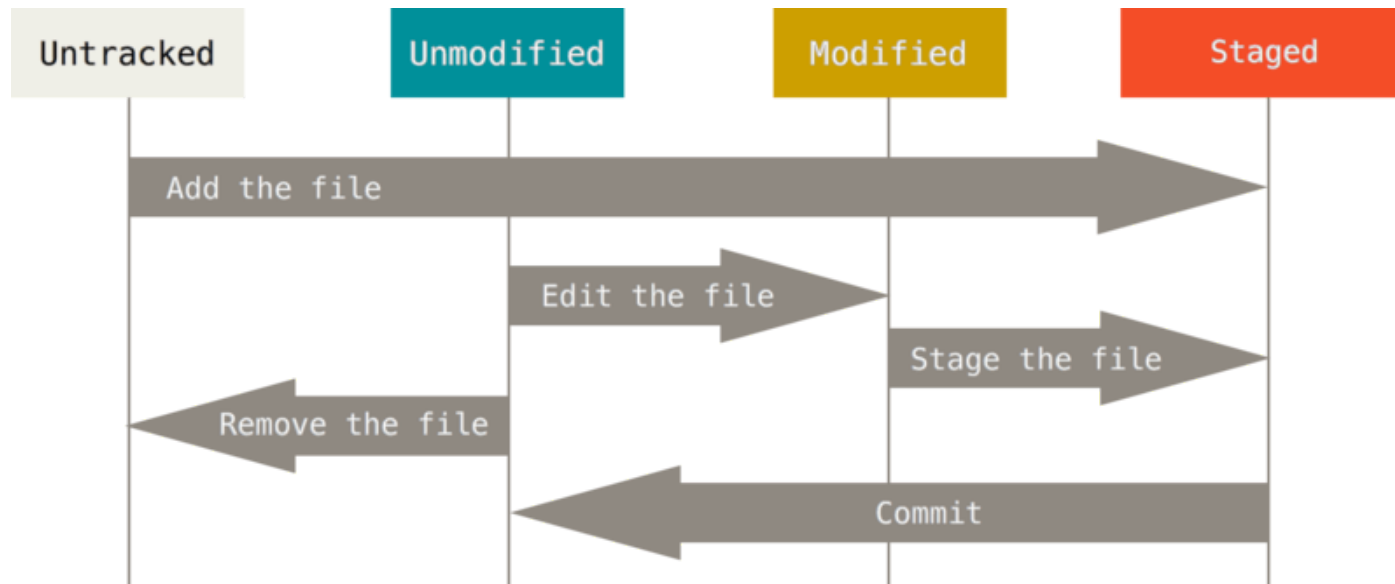 Untracked
Unmodified
Modified
Staged
Add the file
Edit the file
Stage the file
Remove the file
Commit